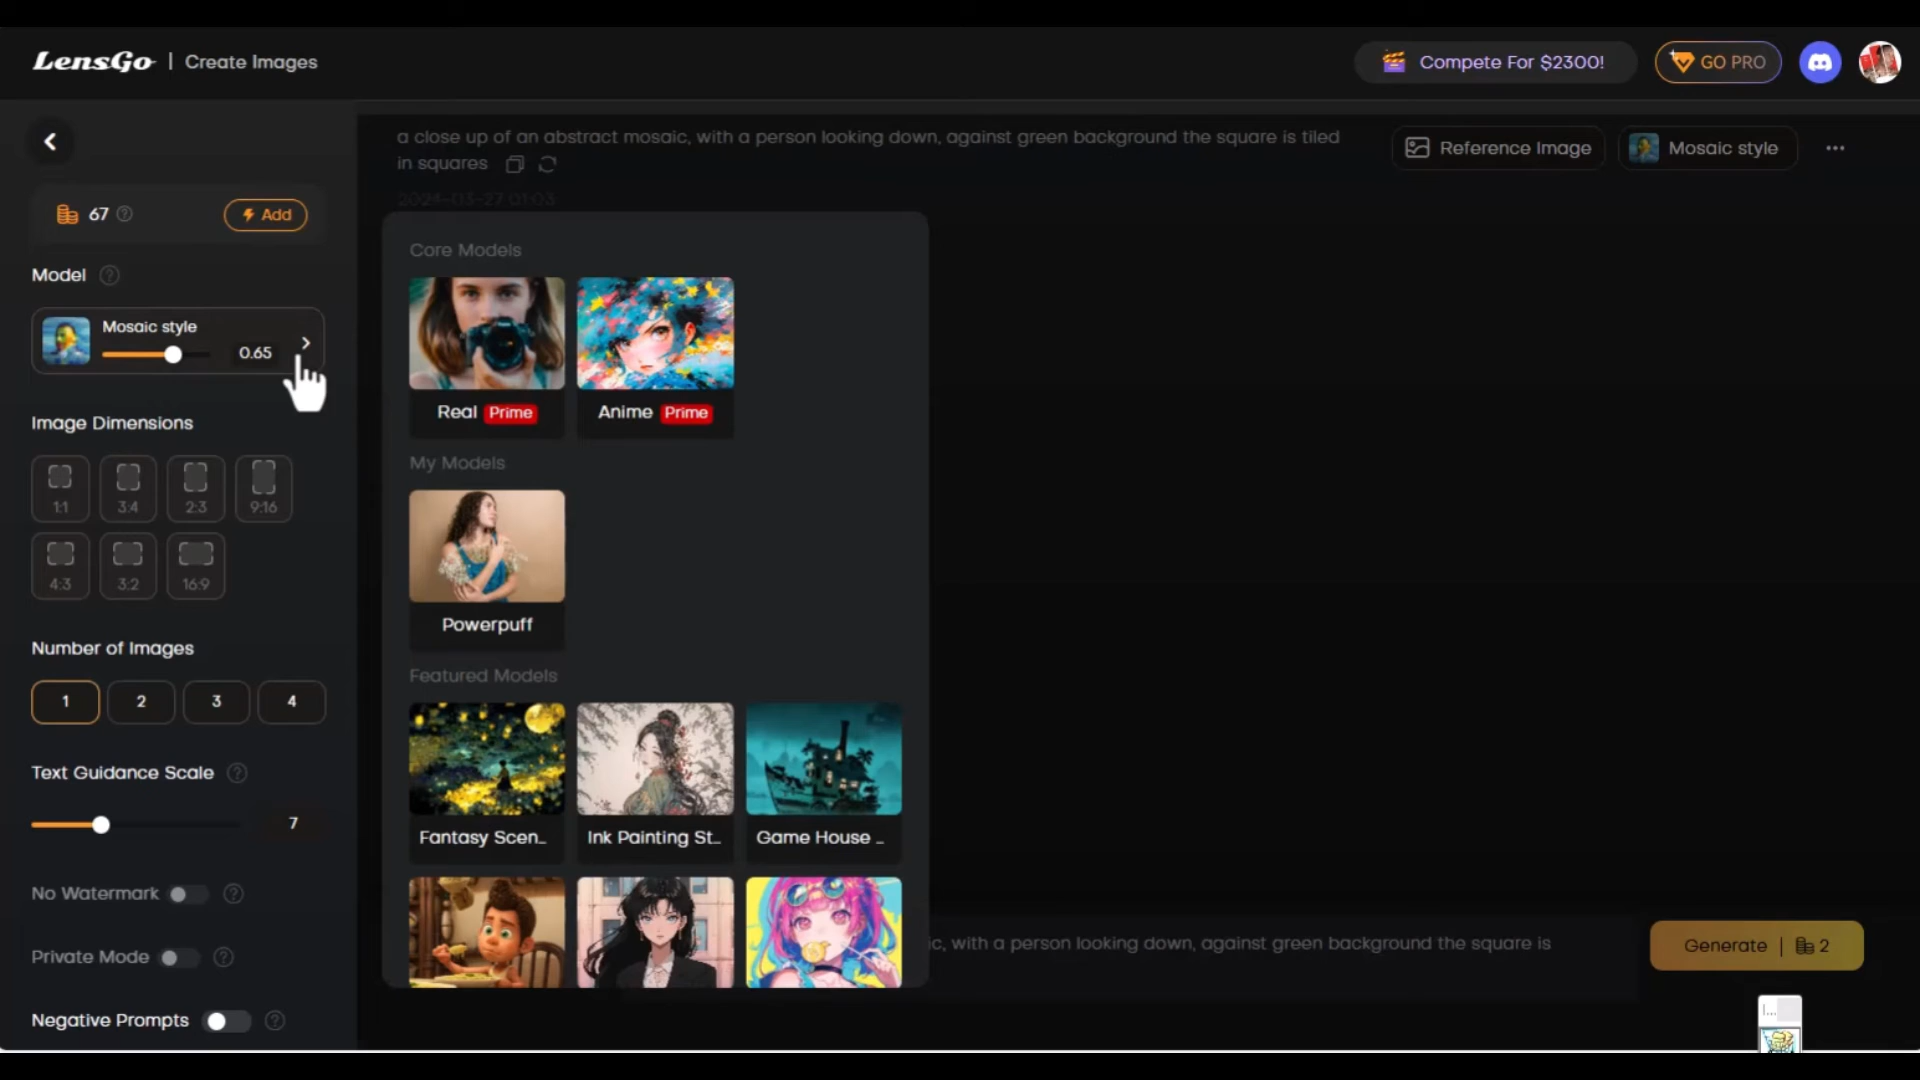 LensGo | Create Images
Compete For $2300!
GO PRO
a close up of an abstract mosaic, with a person looking down, against green background the square is tiled
in squares
Reference Image
Mosaic style
2024-03-27 01:03
67
Add
Model
Mosaic style
0.65
Image Dimensions
1:1
3:4
2:3
9:16
4:3
3:2
16:9
Number of Images
1
2
3
4
Text Guidance Scale
7
No Watermark
Private Mode
Negative Prompts
Core Models
Real Prime
Anime Prime
My Models
Powerpuff
Featured Models
Fantasy Scen...
Ink Painting St...
Game House ...
ic, with a person looking down, against green background the square is
Generate | 2